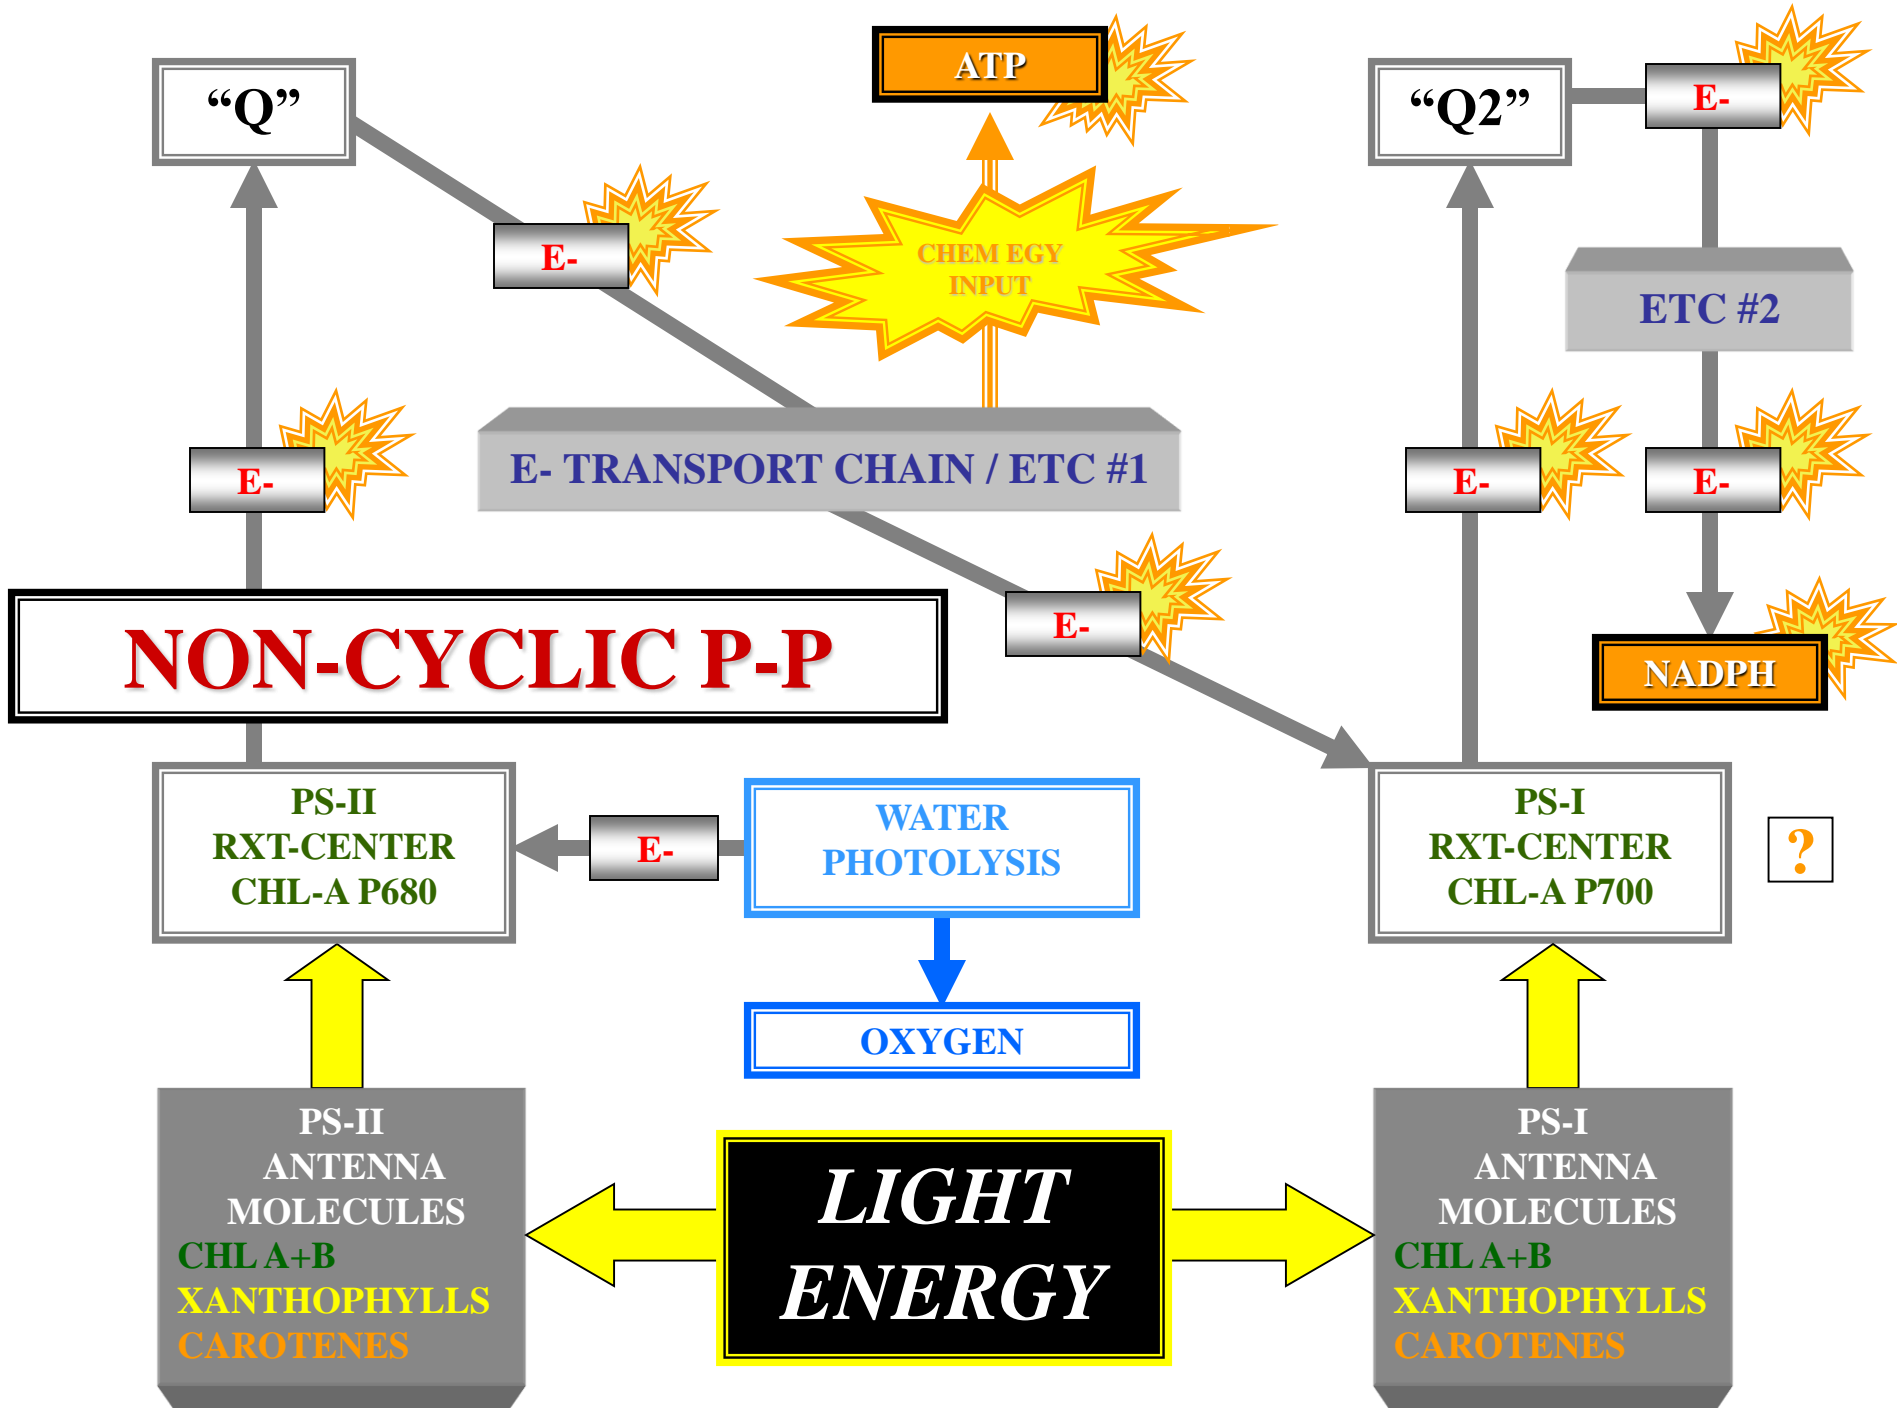 ATP
“Q”
“Q2”
E-
E-
CHEM EGY
INPUT
ETC #2
E- TRANSPORT CHAIN / ETC #1
E-
E-
E-
E-
NON-CYCLIC P-P
NADPH
PS-II
RXT-CENTER
CHL-A P680
E-
WATER
PHOTOLYSIS
PS-I
RXT-CENTER
CHL-A P700
?
OXYGEN
PS-II
ANTENNA
MOLECULES
CHL A+B
XANTHOPHYLLS
CAROTENES
LIGHT
ENERGY
PS-I
ANTENNA
MOLECULES
CHL A+B
XANTHOPHYLLS
CAROTENES